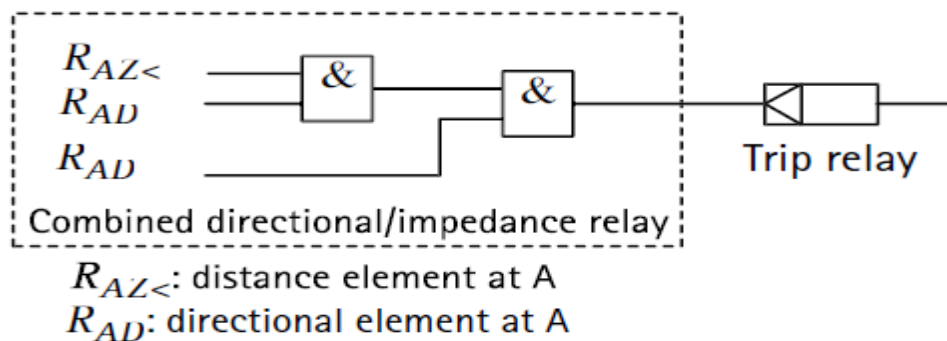 R_AZ<
&
R_AD
&
R_AD
Trip relay
Combined directional/impedance relay
R_AZ<: distance element at A
R_AD: directional element at A